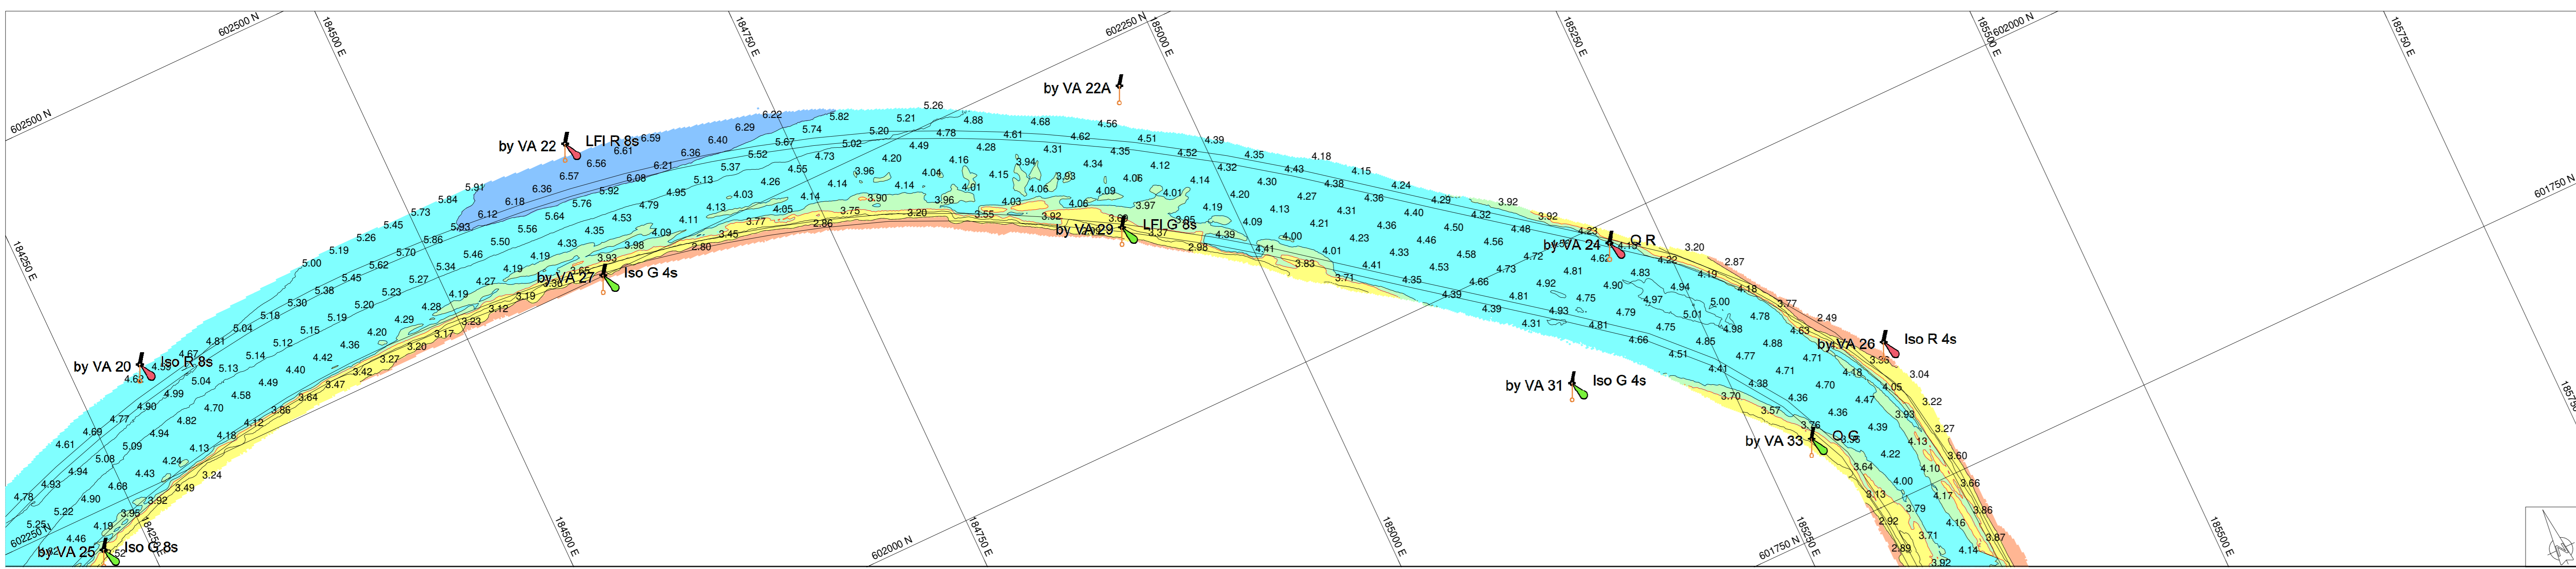 602500 N
184500 E
184750 E
602250 N
185000 E
185250 E
602000 N
185500 E
185750 E
602500 N
184250 E
601750 N
by VA 22A
by VA 22
LFl R 8s
by VA 29
LFl G 8s
by VA 24
Q R
by VA 27
Iso G 4s
by VA 20
Iso R 8s
by VA 26
Iso R 4s
by VA 31
Iso G 4s
by VA 33
Q G
by VA 25
Iso G 8s
5.26
6.22 5.82 5.21 4.88 4.68 4.56
6.29 5.74 5.20 4.78 4.61 4.62 4.51 4.39
6.59 6.40 5.67 5.02 4.49 4.28 4.31 4.35 4.52 4.35 4.18
6.61 6.36 5.52 4.73 4.20 4.16 3.94 4.34 4.12 4.32 4.43 4.15
6.56 6.21 5.37 4.55 3.96 4.04 4.15 3.93 4.06 4.14 4.30 4.38 4.24
6.57 6.08 5.13 4.26 4.14 4.14 4.01 4.06 4.09 4.01 4.20 4.27 4.36 4.29 3.92
5.91 6.36 5.92 4.95 4.03 4.14 3.90 3.96 4.03 4.06 3.97 4.19 4.13 4.31 4.40 4.32 3.92
5.84 6.18 5.76 4.79 4.13 4.05 3.75 3.20 3.55 3.92 3.95 4.09 4.21 4.36 4.50 4.48 4.23
5.73 6.12 5.64 4.53 4.11 3.77 2.86 3.37 4.39 4.00 4.23 4.46 4.56 3.20
5.45 5.93 5.56 4.35 4.09 3.45 2.98 4.41 4.01 4.33 4.58 4.72 4.62 4.22 2.87
5.26 5.86 5.50 4.33 3.98 2.80 3.83 4.41 4.53 4.73 4.81 4.83 4.19
5.19 5.70 5.46 4.19 3.93 3.71 4.35 4.66 4.92 4.90 4.94 4.18
5.00 5.62 5.34 4.19 3.65 4.39 4.81 4.75 4.97 5.00 3.77
5.45 5.27 4.27 4.39 4.93 4.79 5.01 4.78 2.49
5.38 5.23 4.19 3.19 4.31 4.81 4.75 4.98 4.63
5.30 5.20 4.28 3.12 4.66 4.85 4.88
5.18 5.19 4.29 3.23 4.51 4.77 4.71 3.36
5.04 5.15 4.20 3.17 4.41 4.71 4.18 3.04
4.81 5.12 4.36 3.20 4.38 4.70 4.05
4.67 5.14 4.42 3.27 3.70 4.36 4.47 3.22
5.13 4.40 3.42 3.57 4.36 3.93
4.62 5.04 4.49 3.47 3.76 4.39 3.27
4.99 4.58 3.64 4.13
4.90 4.70 3.86 4.22 3.60
4.77 4.82 4.12 3.64 4.10
4.69 4.94 4.18 4.00 3.66
4.61 5.09 4.13 3.13 4.17
5.08 4.24 3.79 3.86
4.94 4.43 3.24 2.92 4.16
4.93 4.68 3.49 3.71 3.87
4.78 4.90 3.92 2.89 4.14
5.22 3.95 3.92
5.25 4.19
4.46
602250 N
184250 E
184500 E
602000 N
184750 E
185000 E
601750 N
185250 E
185500 E
N